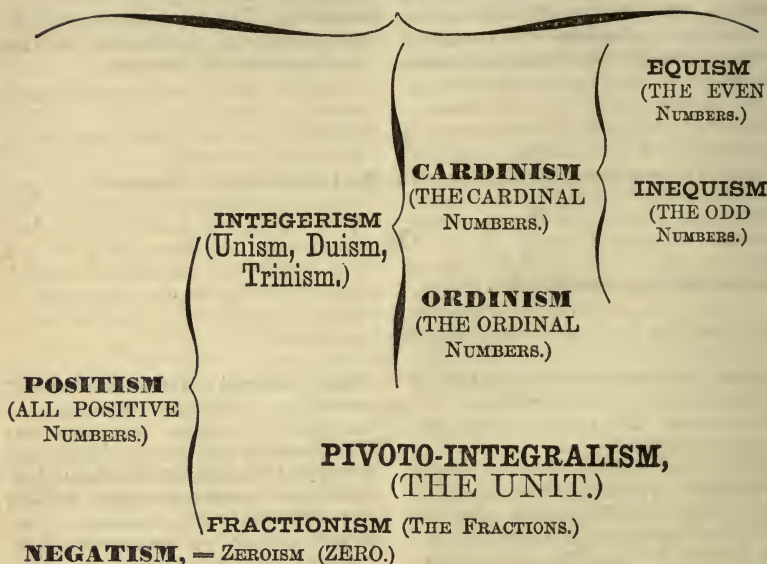 EQUISM
(THE EVEN
NUMBERS.)
CARDINISM
(THE CARDINAL
NUMBERS.)
INEQUISM
(THE ODD
NUMBERS.)
INTEGERISM
(Unism, Duism,
Trinism.)
ORDINISM
(THE ORDINAL
NUMBERS.)
POSITISM
(ALL POSITIVE
NUMBERS.)
PIVOTO-INTEGRALISM,
(THE UNIT.)
FRACTIONISM (THE FRACTIONS.)
NEGATISM, = ZEROISM (ZERO.)